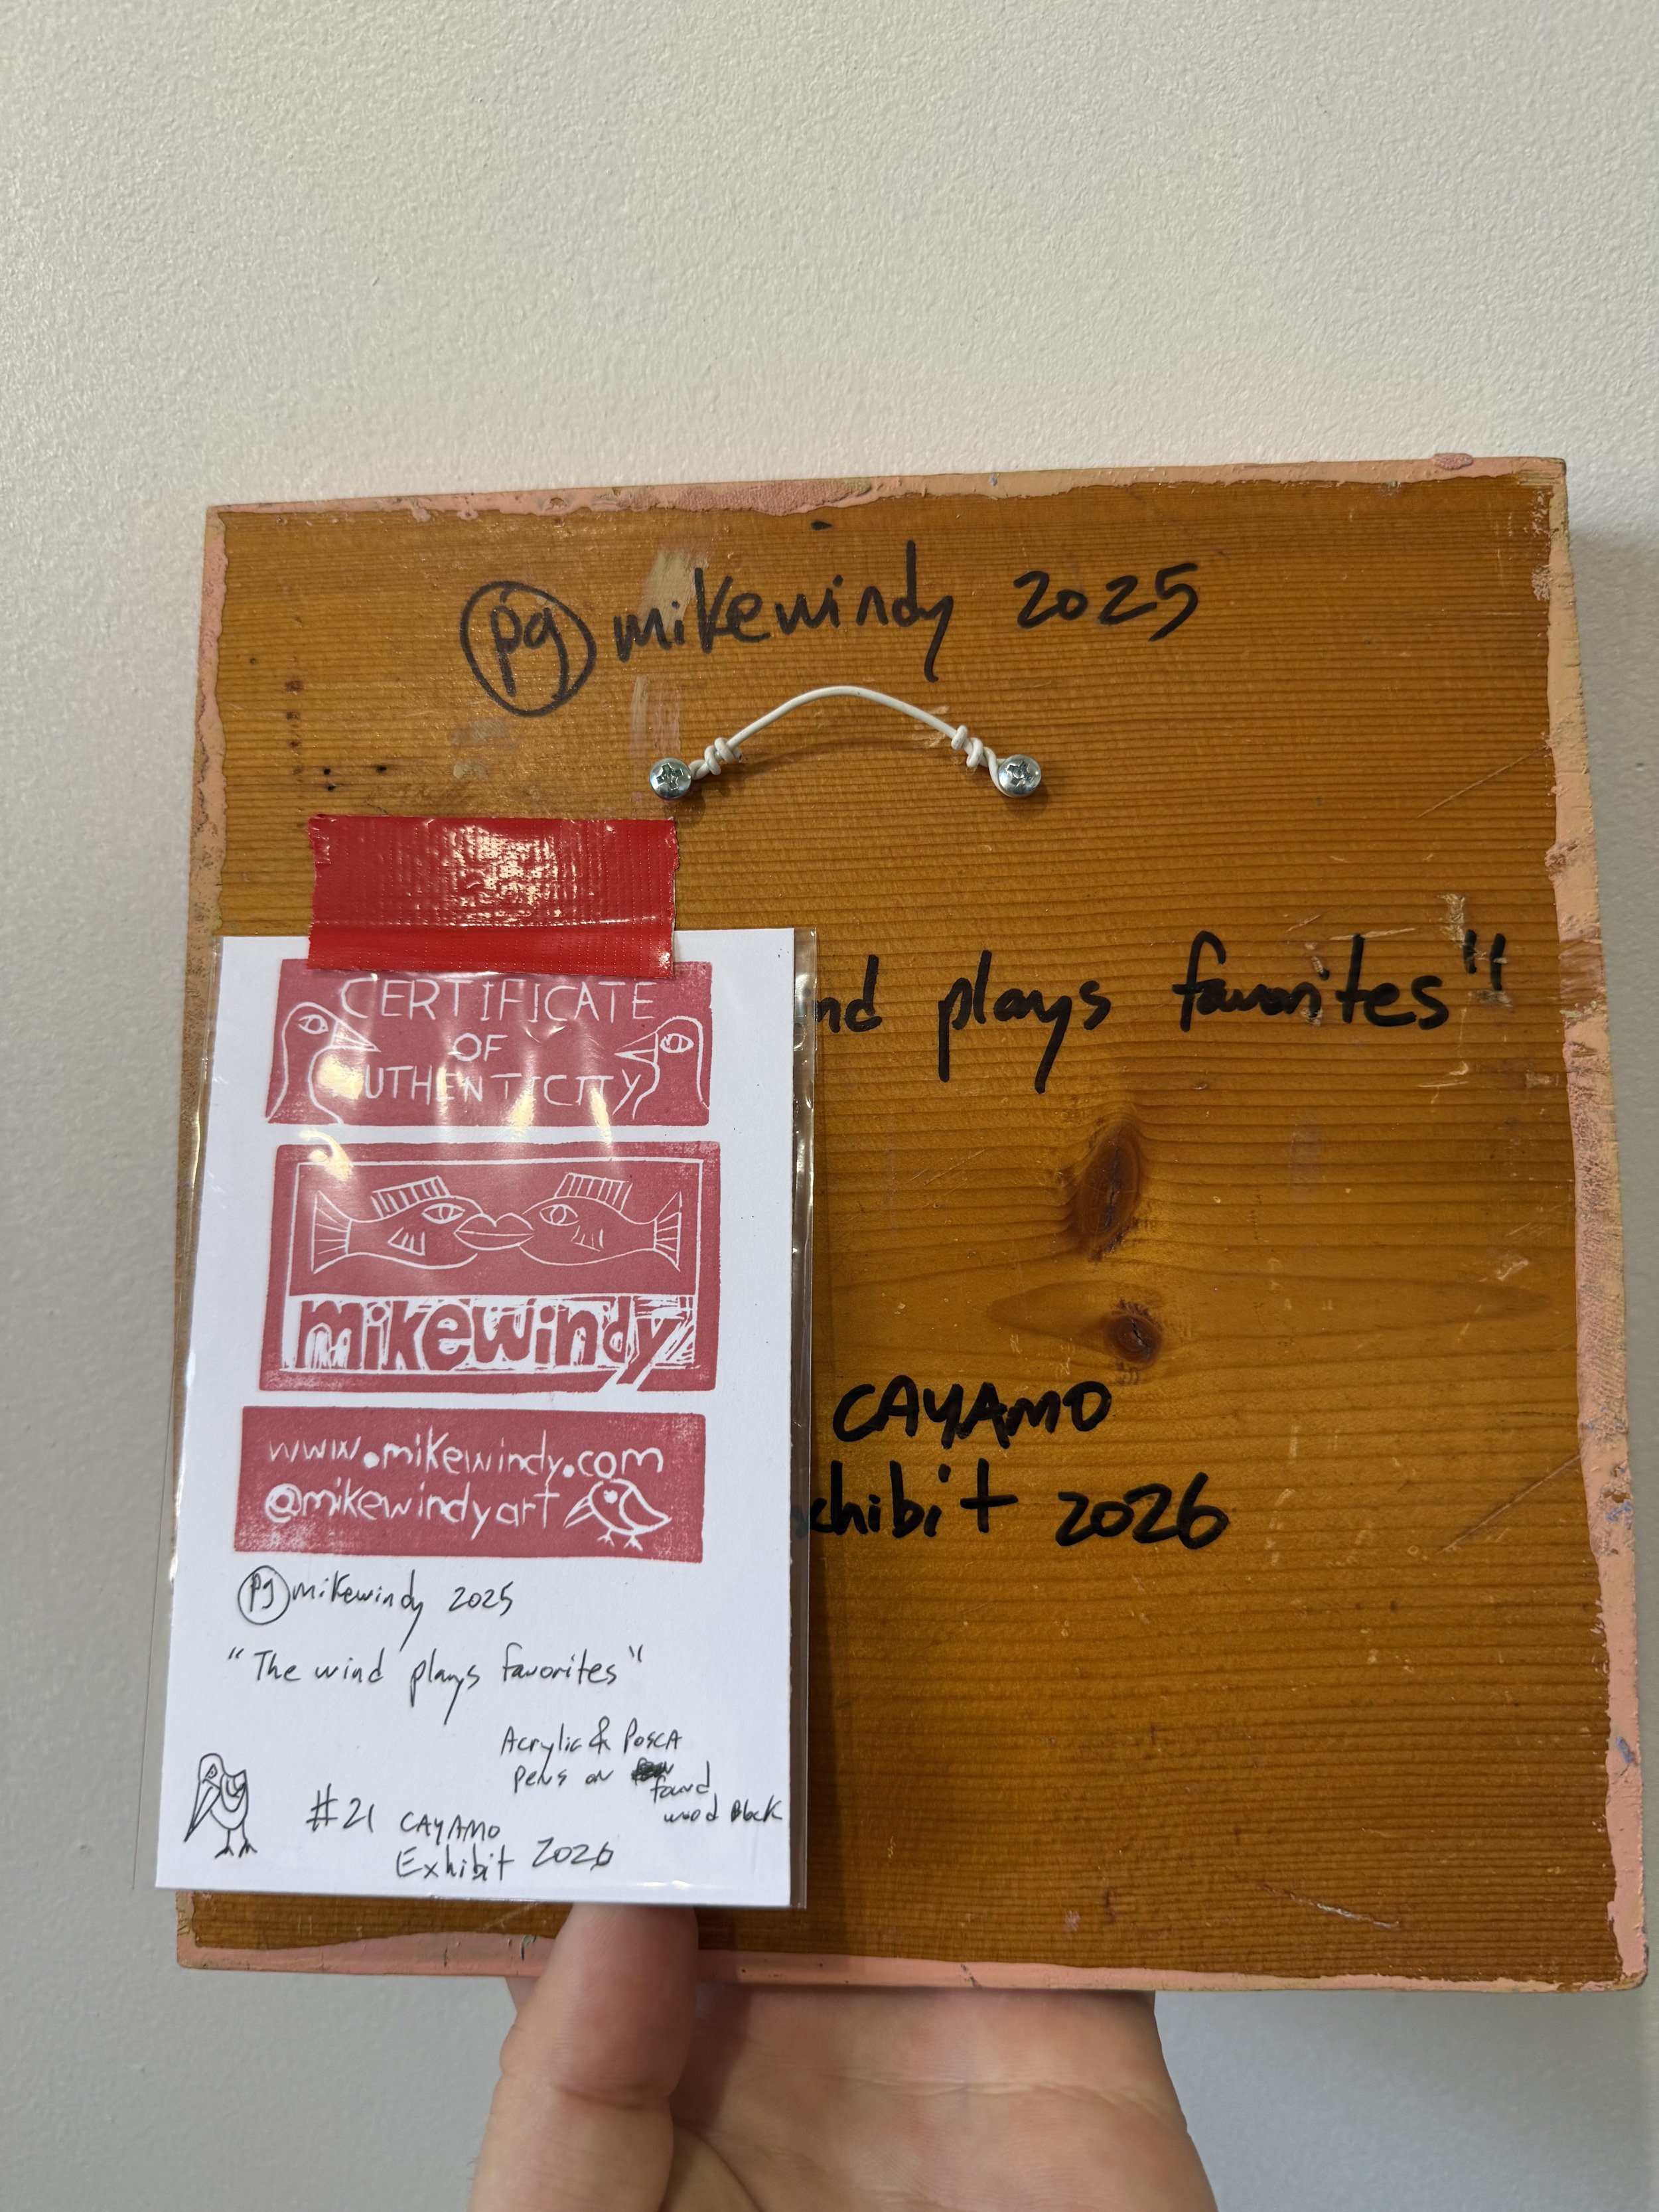 pg mikewindy 2025
nd plays favorites"
CAYAMO
xhibit 2026
CERTIFICATE
OF
AUTHENTICITY
mikewindy
www.mikewindy.com
@mikewindyart
pg mikewindy 2025
"The wind plays favorites"
Acrylic & POSCA
pens on found
wood Block
#21 CAYAMO
Exhibit 2026